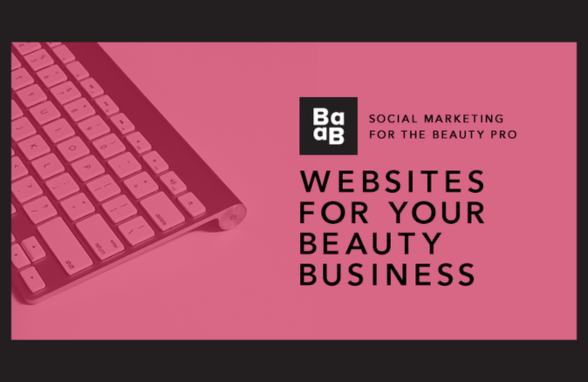 Ba
aB
SOCIAL MARKETING
FOR THE BEAUTY PRO
WEBSITES
FOR YOUR
BEAUTY
BUSINESS